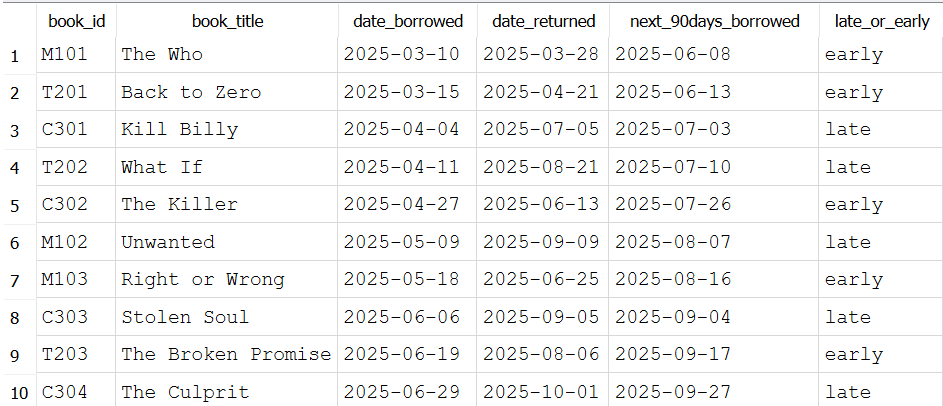 book_id book_title date_borrowed date_returned next_90days_borrowed late_or_early
1 M101 The Who 2025-03-10 2025-03-28 2025-06-08 early
2 T201 Back to Zero 2025-03-15 2025-04-21 2025-06-13 early
3 C301 Kill Billy 2025-04-04 2025-07-05 2025-07-03 late
4 T202 What If 2025-04-11 2025-08-21 2025-07-10 late
5 C302 The Killer 2025-04-27 2025-06-13 2025-07-26 early
6 M102 Unwanted 2025-05-09 2025-09-09 2025-08-07 late
7 M103 Right or Wrong 2025-05-18 2025-06-25 2025-08-16 early
8 C303 Stolen Soul 2025-06-06 2025-09-05 2025-09-04 late
9 T203 The Broken Promise 2025-06-19 2025-08-06 2025-09-17 early
10 C304 The Culprit 2025-06-29 2025-10-01 2025-09-27 late